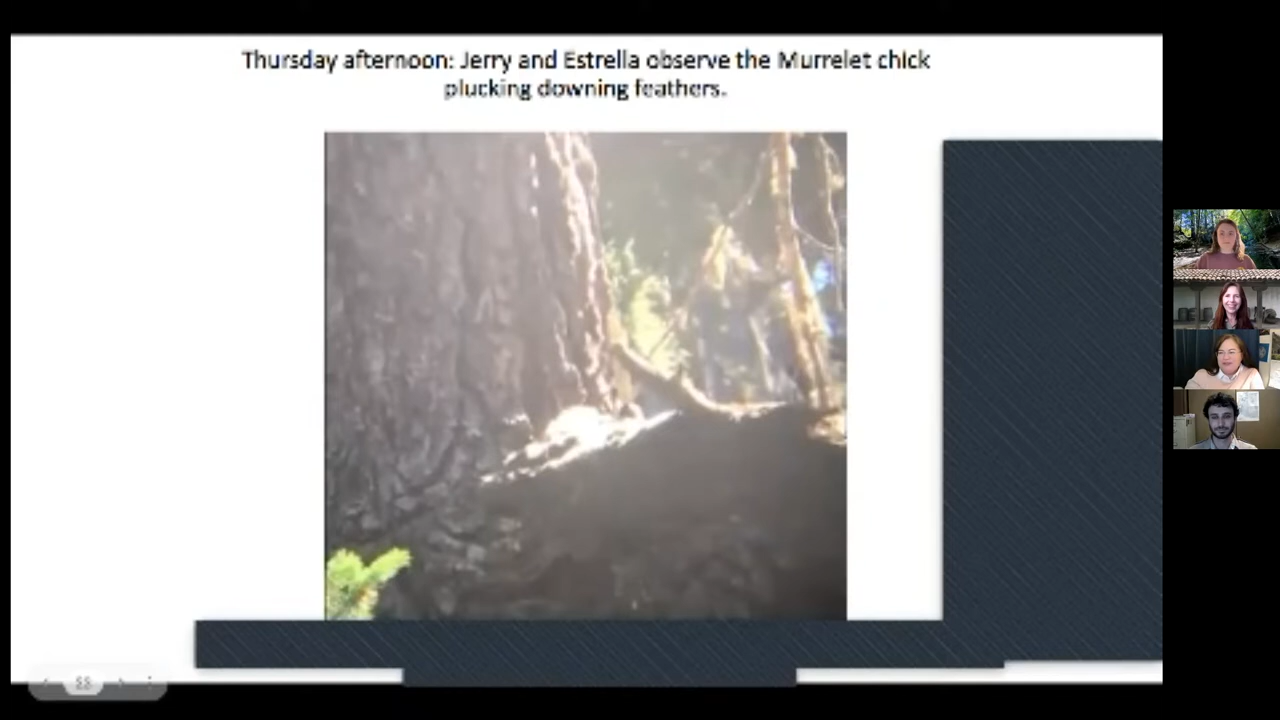 Thursday afternoon: Jerry and Estrella observe the Murrelet chick
plucking downing feathers.